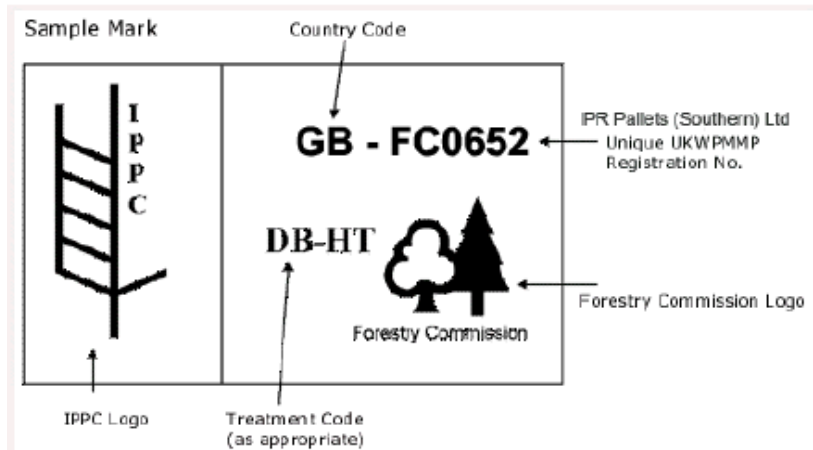 Sample Mark
Country Code
I
P
P
C
GB - FC0652
IPR Pallets (Southern) Ltd
Unique UKWPMMP
Registration No.
DB-HT
Forestry Commission
Forestry Commission Logo
IPPC Logo
Treatment Code
(as appropriate)